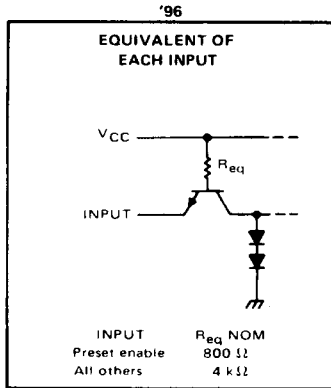 '96
EQUIVALENT OF
EACH INPUT
VCC
Req
INPUT
INPUT Req NOM
Preset enable 800 Ω
All others 4 kΩ